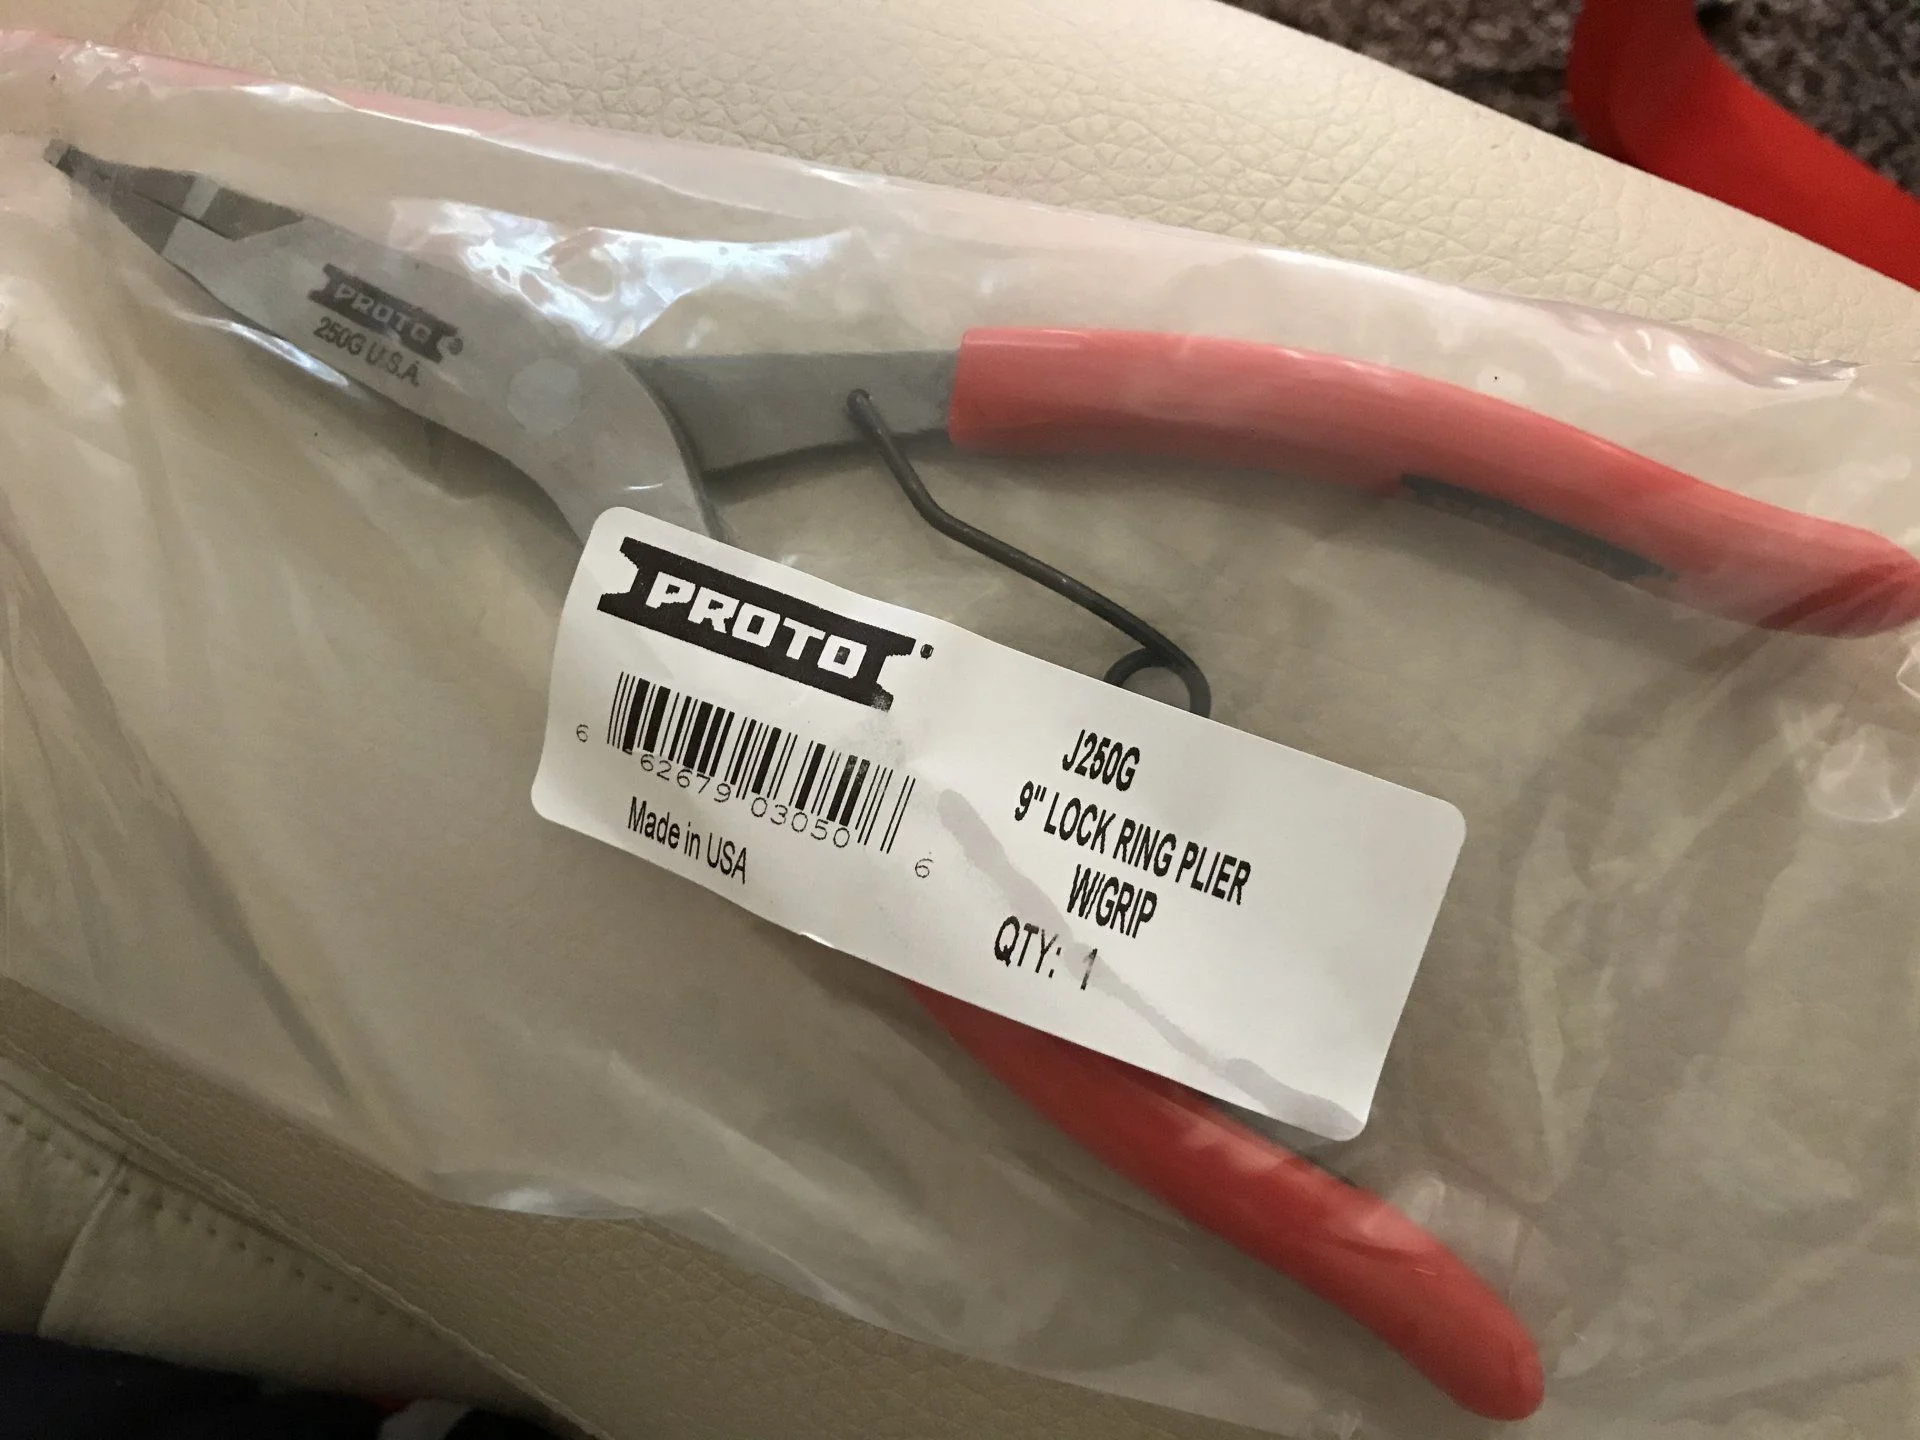 PROTO®
250G U.S.A.
PROTO®
6 62679 03050 6
Made in USA
J250G
9" LOCK RING PLIER
W/GRIP
QTY: 1